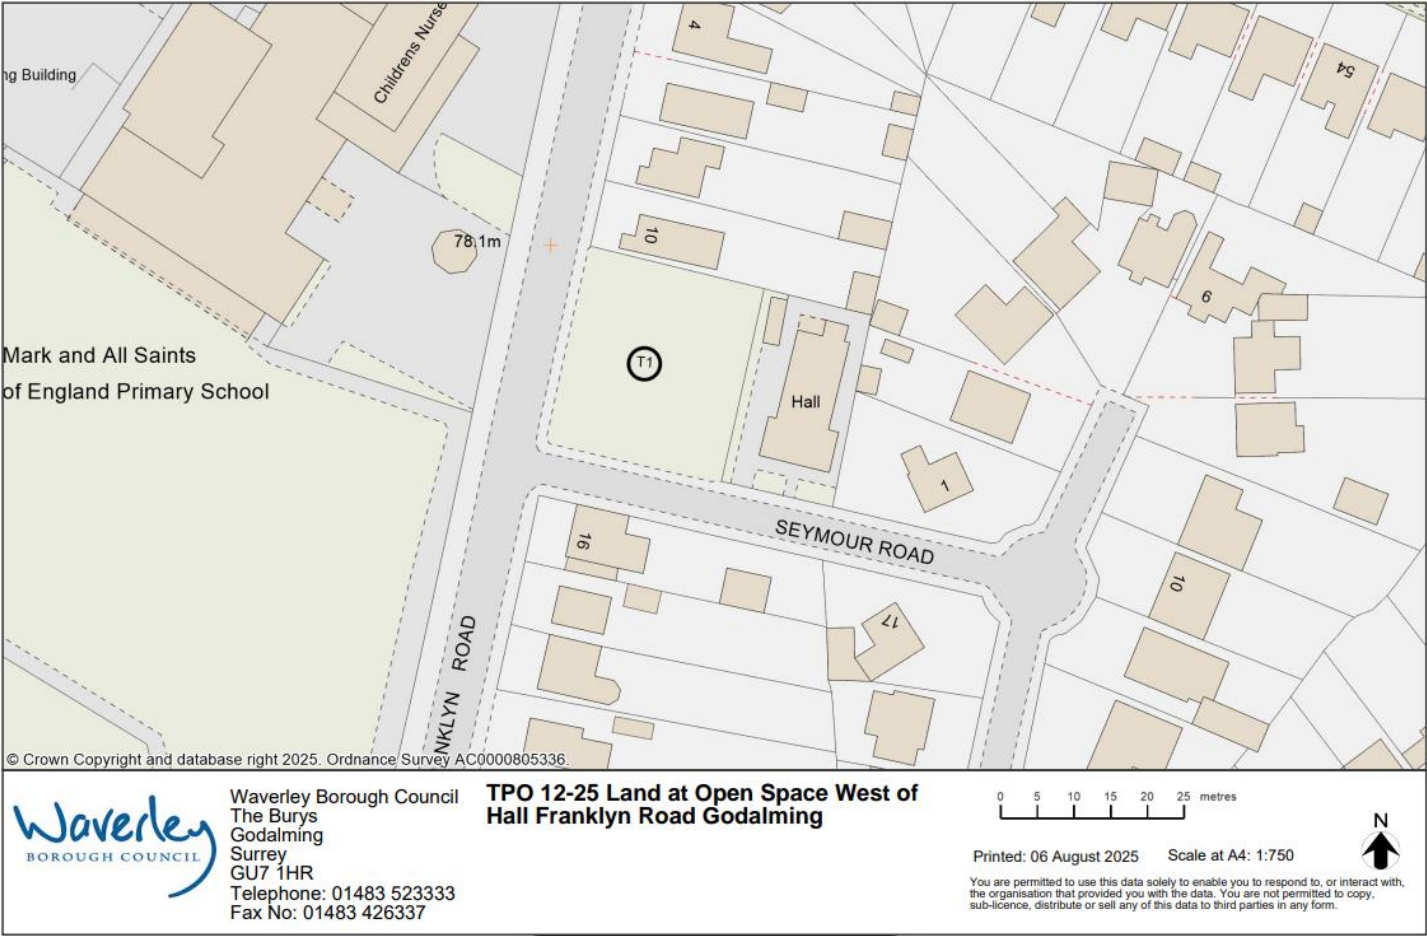 4
Childrens Nurse
ng Building
54
10
78.1m
9
Mark and All Saints
of England Primary School
T1
Hall
1
SEYMOUR ROAD
16
10
17
NKLYN ROAD
© Crown Copyright and database right 2025. Ordnance Survey AC0000805336.
Waverley
BOROUGH COUNCIL
Waverley Borough Council
The Burys
Godalming
Surrey
GU7 1HR
Telephone: 01483 523333
Fax No: 01483 426337
TPO 12-25 Land at Open Space West of
Hall Franklyn Road Godalming
0 5 10 15 20 25 metres
N
Printed: 06 August 2025 Scale at A4: 1:750
You are permitted to use this data solely to enable you to respond to, or interact with,
the organisation that provided you with the data. You are not permitted to copy,
sub-licence, distribute or sell any of this data to third parties in any form.